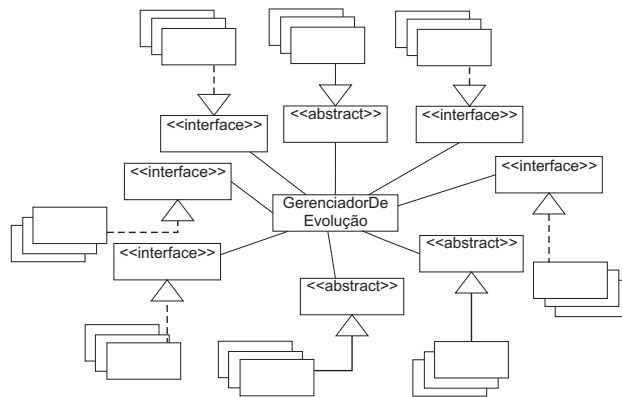 <<interface>>
<<abstract>>
<<interface>>
<<interface>>
<<interface>>
GerenciadorDe
Evolução
<<interface>>
<<abstract>>
<<abstract>>